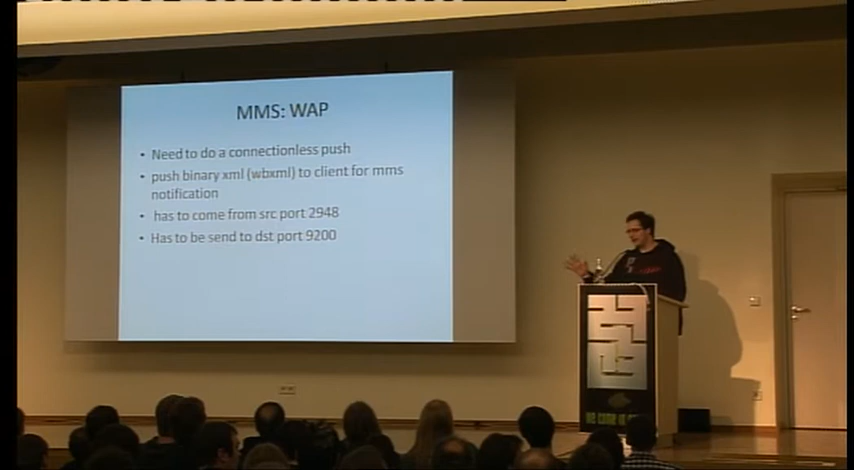 MMS: WAP
• Need to do a connectionless push
• push binary xml (wbxml) to client for mms
notification
• has to come from src port 2948
• Has to be send to dst port 9200